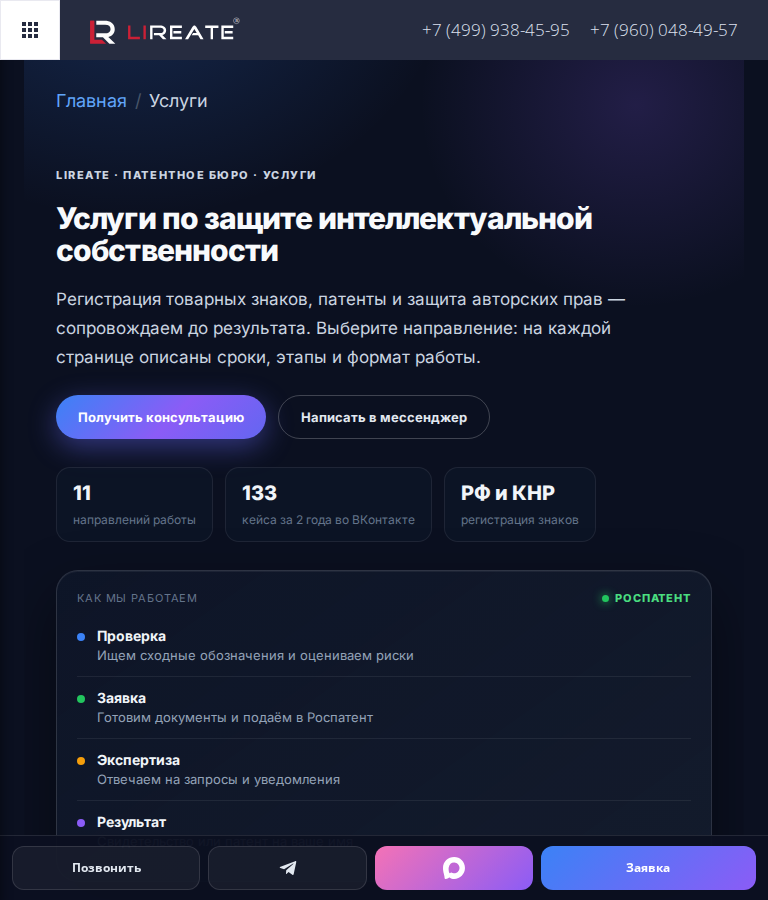 LIREATE®
+7 (499) 938-45-95 +7 (960) 048-49-57
Главная / Услуги
LIREATE · ПАТЕНТНОЕ БЮРО · УСЛУГИ
Услуги по защите интеллектуальной
собственности
Регистрация товарных знаков, патенты и защита авторских прав —
сопровождаем до результата. Выберите направление: на каждой
странице описаны сроки, этапы и формат работы.
Получить консультацию
Написать в мессенджер
11
направлений работы
133
кейса за 2 года во ВКонтакте
РФ и КНР
регистрация знаков
КАК МЫ РАБОТАЕМ
РОСПАТЕНТ
Проверка
Ищем сходные обозначения и оцениваем риски
Заявка
Готовим документы и подаём в Роспатент
Экспертиза
Отвечаем на запросы и уведомления
Результат
Позвонить
Заявка